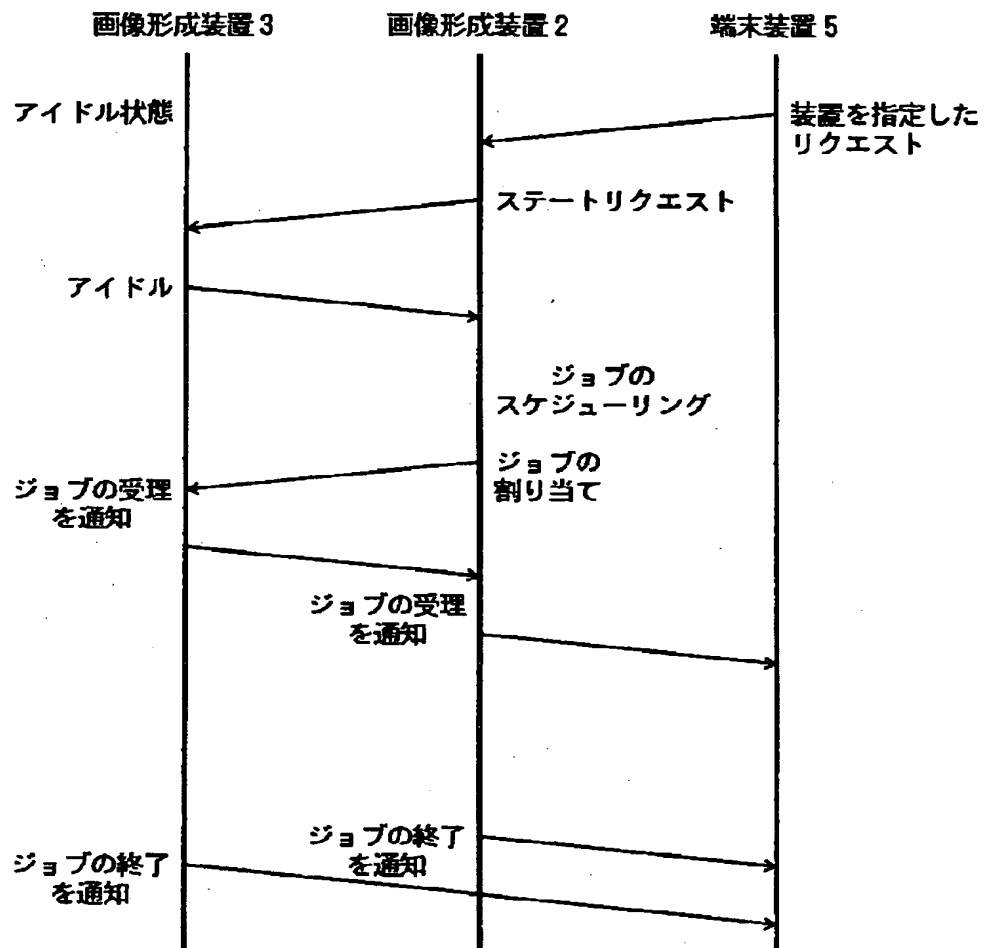 画像形成装置3
画像形成装置2
端末装置5
アイドル状態
装置を指定した
リクエスト
ステートリクエスト
アイドル
ジョブの
スケジューリング
ジョブの
割り当て
ジョブの受理
を通知
ジョブの受理
を通知
ジョブの終了
を通知
ジョブの終了
を通知